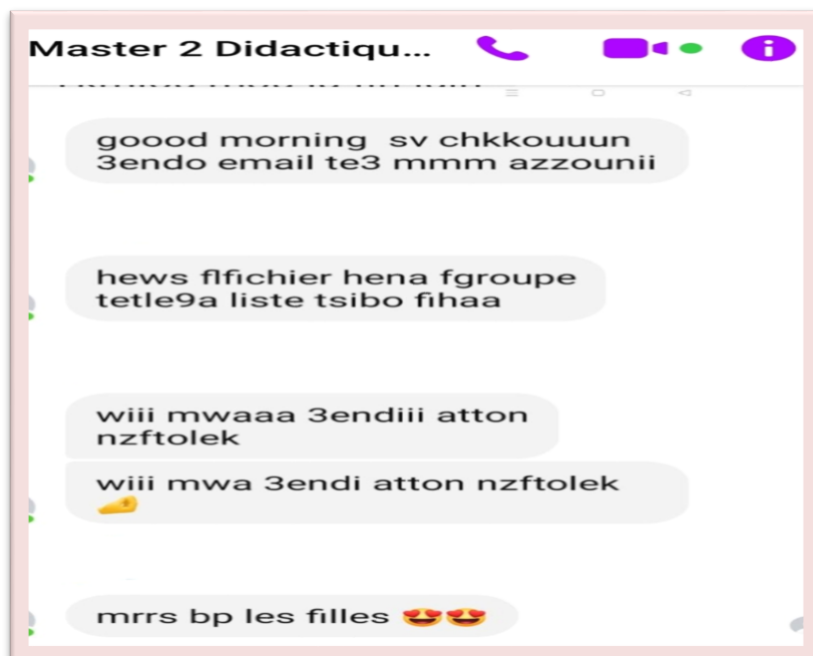 Master 2 Didactiqu...
goood morning sv chkkouuun
3endo email te3 mmm azzounii
hews flfichier hena fgroupe
tetle9a liste tsibo fihaa
wiii mwaaa 3endiii atton
nzftolek
wiii mwa 3endi atton nzftolek
mrrs bp les filles 😍😍